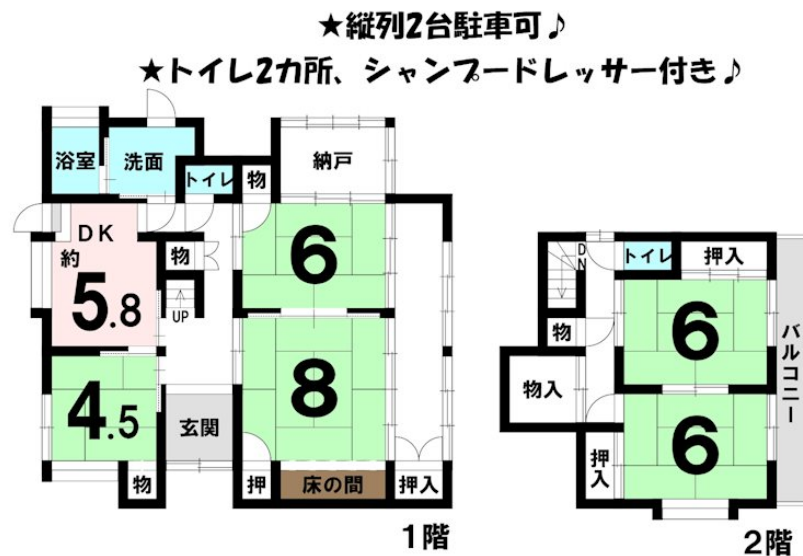 ★縦列2台駐車可♪
★トイレ2カ所、シャンプードレッサー付き♪
浴室
洗面
トイレ
物
納戸
DK
約
5.8
物
UP
6
4.5
玄関
8
物
押
床の間
押入
1階
DN
トイレ
押入
物
6
バルコニー
物入
押入
6
2階